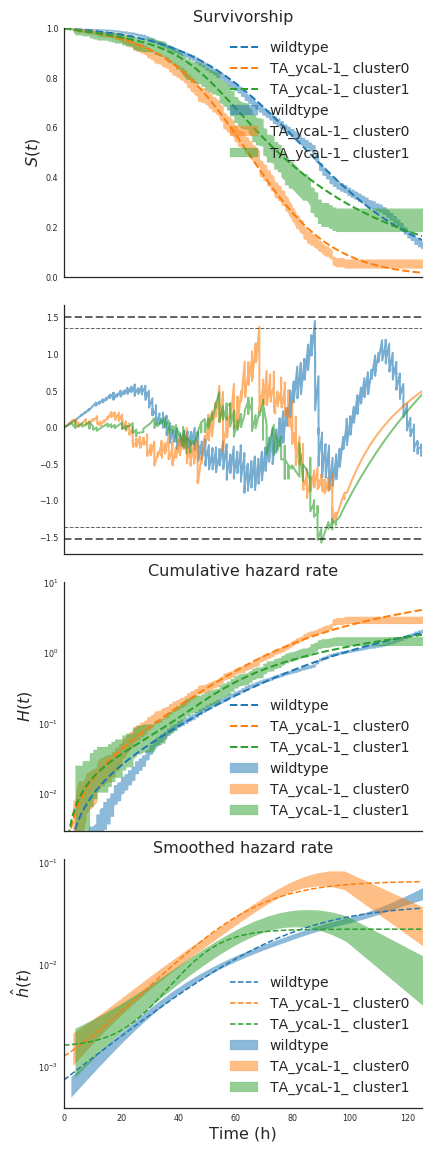 Survivorship
1.0
0.8
0.6
0.4
0.2
0.0
S(t)
wildtype
TA_ycaL-1_ cluster0
TA_ycaL-1_ cluster1
wildtype
TA_ycaL-1_ cluster0
TA_ycaL-1_ cluster1
1.5
1.0
0.5
0.0
−0.5
−1.0
−1.5
Cumulative hazard rate
10¹
10⁰
10⁻¹
10⁻²
H(t)
wildtype
TA_ycaL-1_ cluster0
TA_ycaL-1_ cluster1
wildtype
TA_ycaL-1_ cluster0
TA_ycaL-1_ cluster1
Smoothed hazard rate
10⁻¹
10⁻²
10⁻³
ĥ(t)
wildtype
TA_ycaL-1_ cluster0
TA_ycaL-1_ cluster1
wildtype
TA_ycaL-1_ cluster0
TA_ycaL-1_ cluster1
0 20 40 60 80 100 120
Time (h)